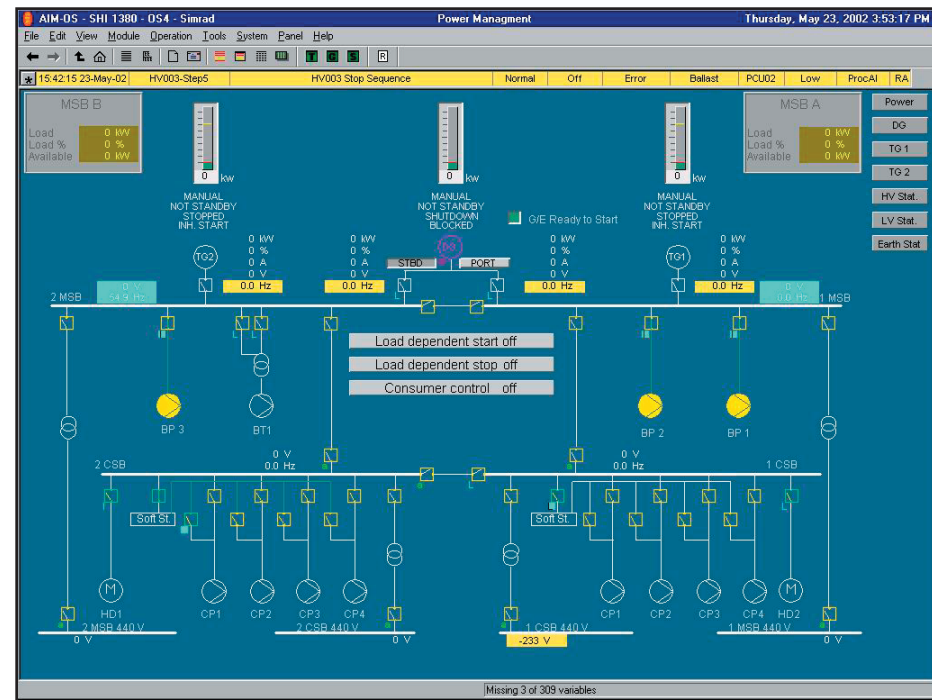 AIM-OS - SHI 1380 - OS4 - Simrad Power Managment Thursday, May 23, 2002 3:53:17 PM
File Edit View Module Operation Tools System Panel Help
T G S R
* 15:42:15 23-May-02 HV003-Step5 HV003 Stop Sequence Normal Off Error Ballast PCU02 Low ProcAl RA
MSB B
Load 0 kW
Load % 0 %
Available 0 kW
MSB A
Load 0 kW
Load % 0 %
Available 0 kW
Power
DG
TG 1
TG 2
HV Stat.
LV Stat.
Earth Stat
0 kw
MANUAL
NOT STANDBY
STOPPED
INH. START
0 kw
MANUAL
NOT STANDBY
SHUTDOWN
BLOCKED
0 kw
MANUAL
NOT STANDBY
STOPPED
INH. START
G/E Ready to Start
TG2
0 kW
0 %
0 A
0 V
0.0 Hz
0 kW
0 %
0 A
0 V
0.0 Hz
DG
STBD PORT
0 kW
0 %
0 A
0 V
0.0 Hz
TG1
0 kW
0 %
0 A
0 V
0.0 Hz
2 MSB
0 V
54.9 Hz
0 V
0.0 Hz
1 MSB
L L
L L
Load dependent start off
Load dependent stop off
Consumer control off
BP 3 BT1 BP 2 BP 1
2 CSB
0 V
0.0 Hz
0 V
0.0 Hz
1 CSB
L L L
Soft St. Soft St.
M M
HD1 CP1 CP2 CP3 CP4 CP1 CP2 CP3 CP4 HD2
2 MSB 440 V 2 CSB 440 V 1 CSB 440 V 1 MSB 440 V
0 V 0 V -233 V 0 V
Missing 3 of 309 variables